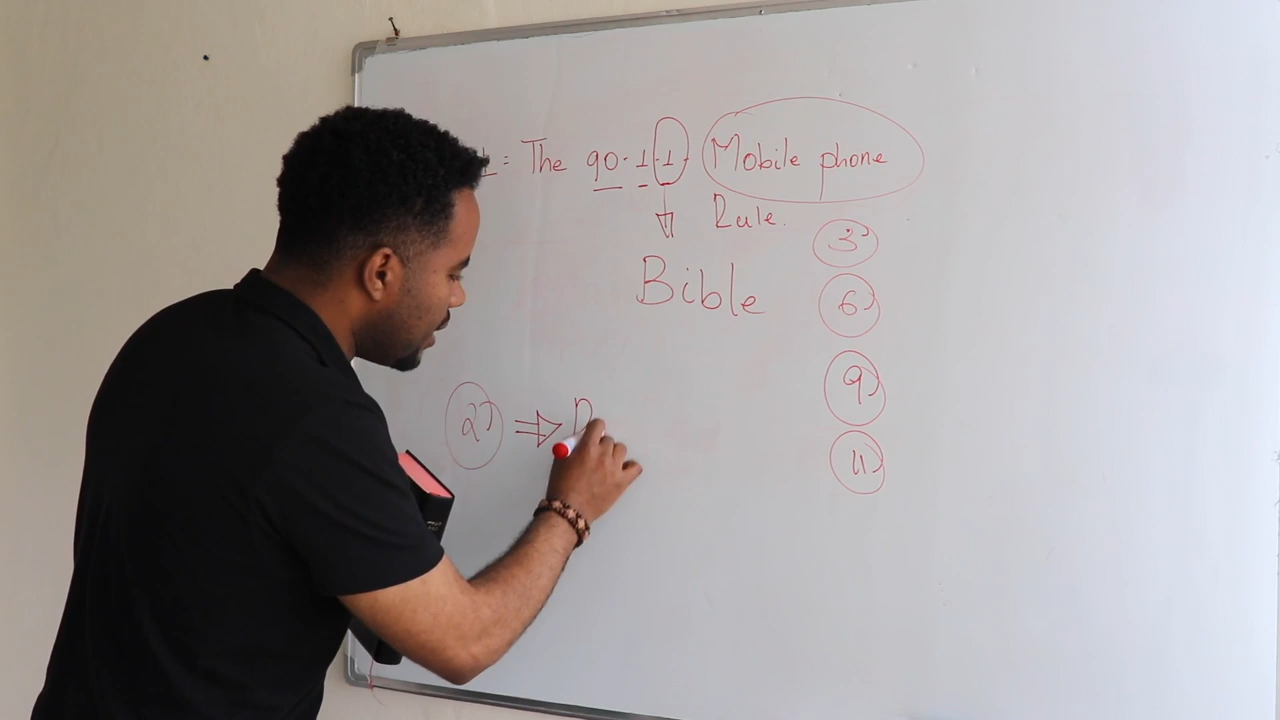 = The 90.1.1. Mobile phone
Rule.
Bible
3
6
9
11
2 ⇒